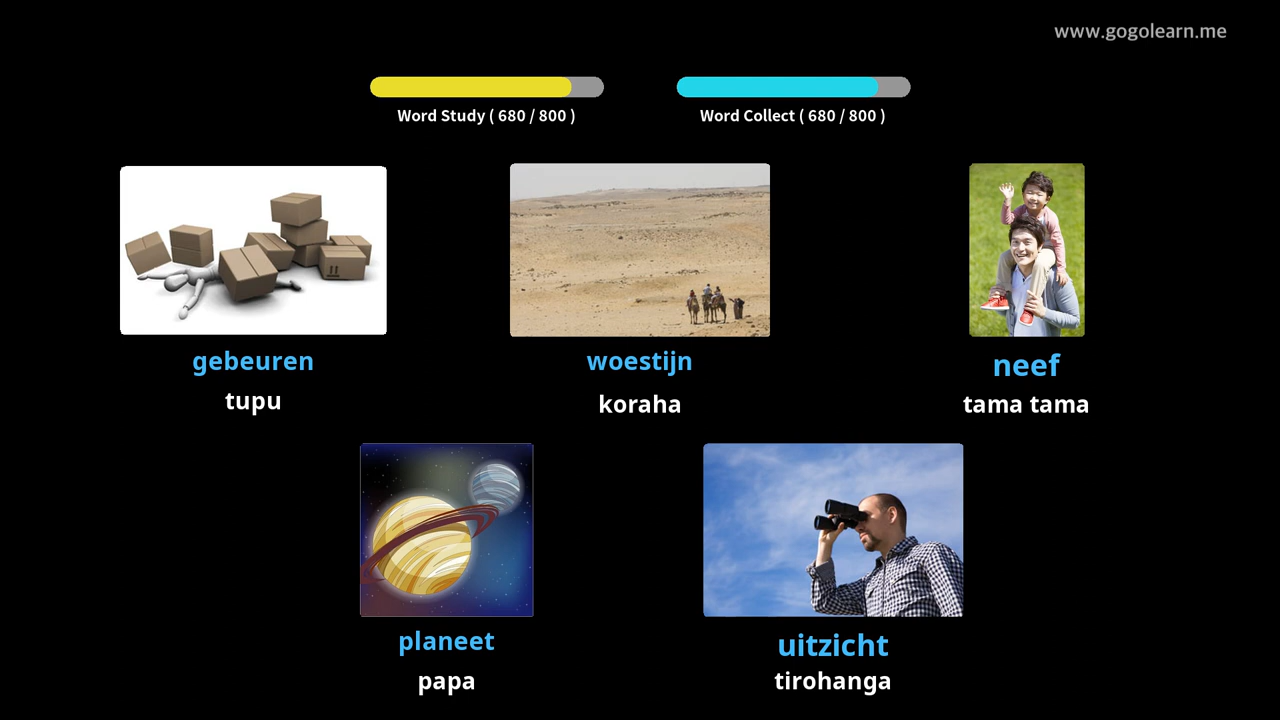 www.gogolearn.me
Word Study ( 680 / 800 )
Word Collect ( 680 / 800 )
gebeuren
tupu
woestijn
koraha
neef
tama tama
planeet
papa
uitzicht
tirohanga